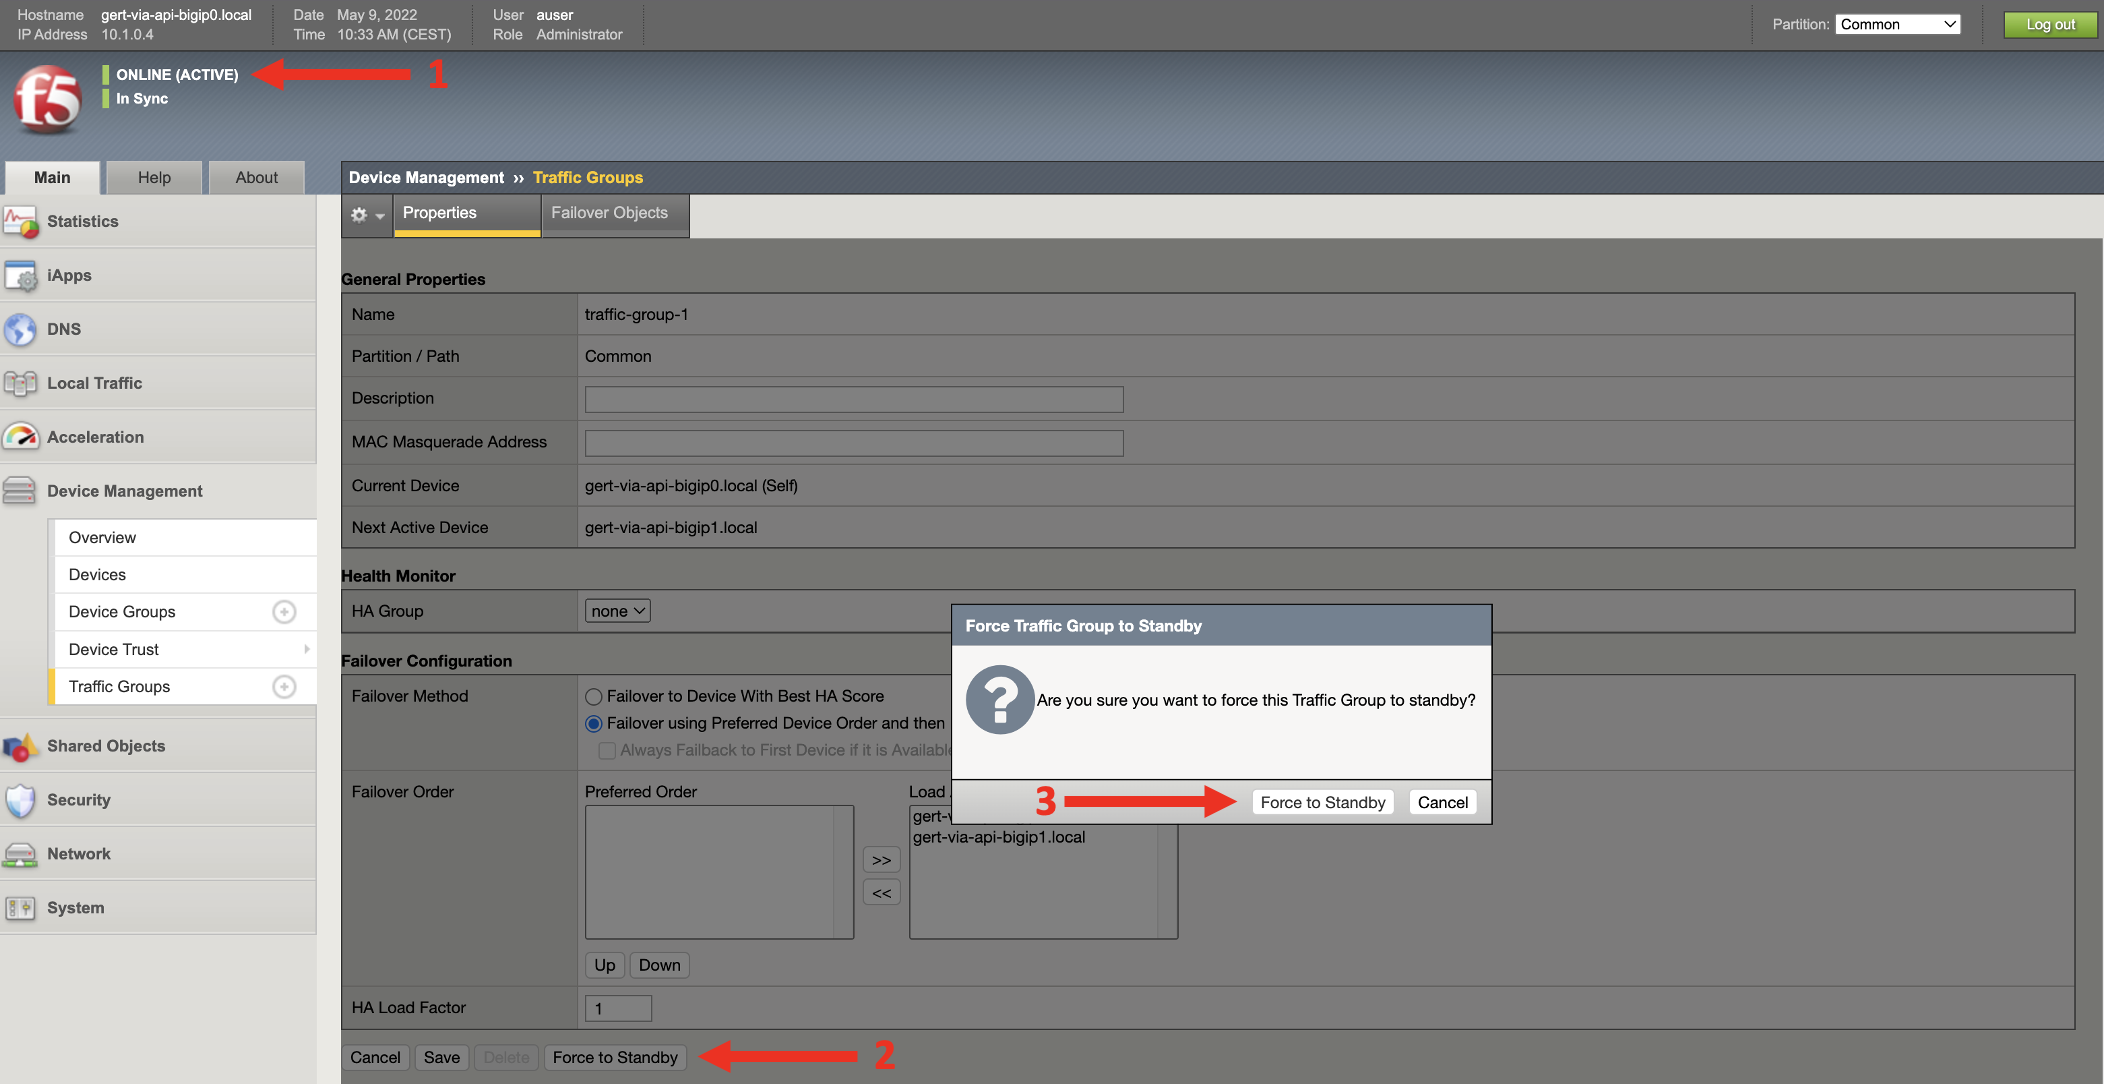 Hostname gert-via-api-bigip0.local
IP Address 10.1.0.4
Date May 9, 2022
Time 10:33 AM (CEST)
User auser
Role Administrator
Partition: Common
Log out
f5
ONLINE (ACTIVE)
1
In Sync
Main
Help
About
Statistics
iApps
DNS
Local Traffic
Acceleration
Device Management
Overview
Devices
Device Groups
Device Trust
Traffic Groups
Shared Objects
Security
Network
System
Device Management ›› Traffic Groups
Properties
Failover Objects
General Properties
Name traffic-group-1
Partition / Path Common
Description
MAC Masquerade Address
Current Device gert-via-api-bigip0.local (Self)
Next Active Device gert-via-api-bigip1.local
Health Monitor
HA Group none
Failover Configuration
Failover Method
Failover to Device With Best HA Score
Failover using Preferred Device Order and then
Always Failback to First Device if it is Available
Failover Order
Preferred Order
Load
gert-v
gert-via-api-bigip1.local
>>
<<
Up
Down
HA Load Factor 1
Cancel
Save
Delete
Force to Standby
2
Force Traffic Group to Standby
?
Are you sure you want to force this Traffic Group to standby?
3
Force to Standby
Cancel